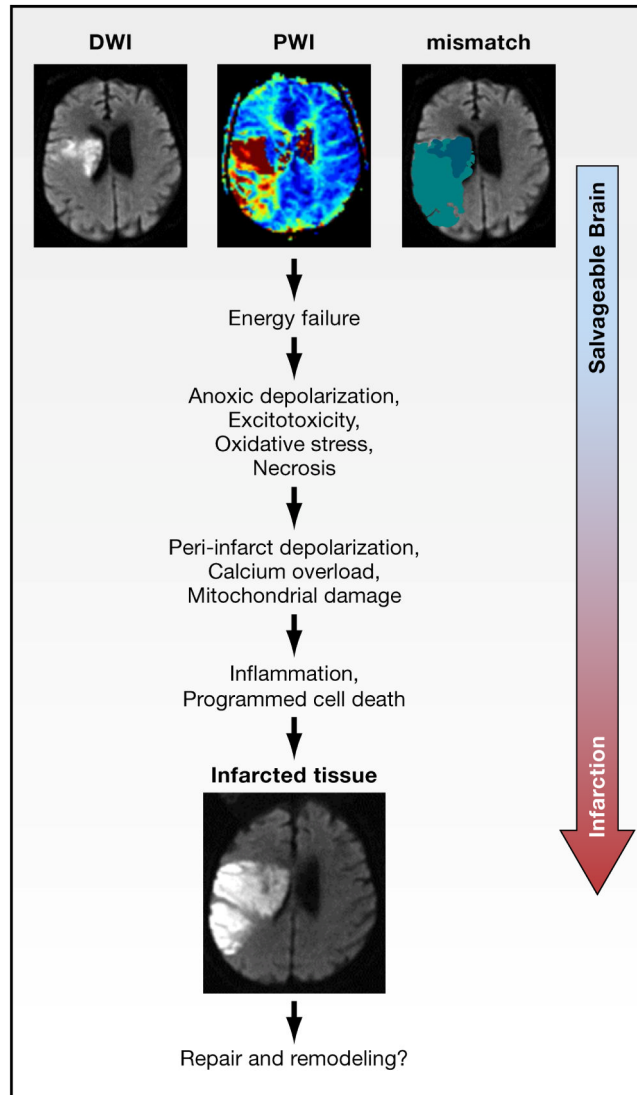 DWI
PWI
mismatch
Salvageable Brain
Energy failure
Anoxic depolarization,
Excitotoxicity,
Oxidative stress,
Necrosis
Peri-infarct depolarization,
Calcium overload,
Mitochondrial damage
Inflammation,
Programmed cell death
Infarction
Infarcted tissue
Repair and remodeling?